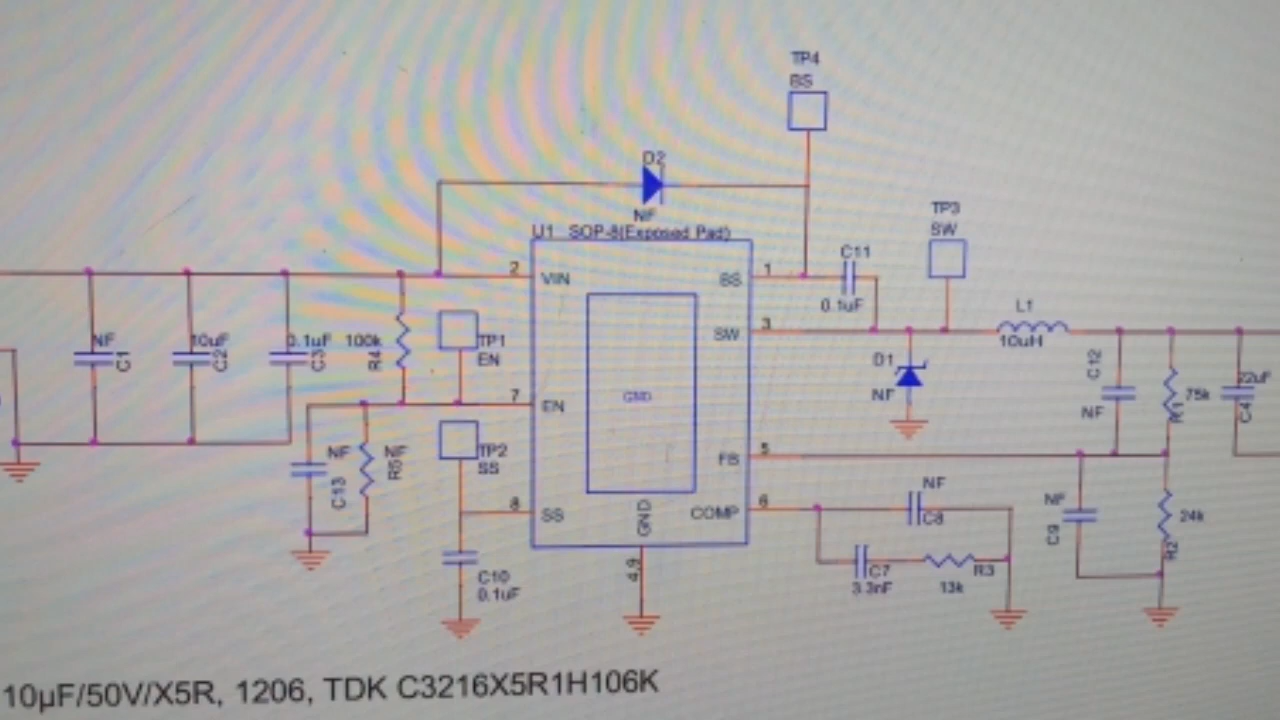 TP4
BS
D2
NF
TP3
SW
U1 SOP-8(Exposed Pad)
2
VIN
BS
1
C11
0.1uF
NF
C1
10uF
C2
0.1uF
C3
100k
R4
TP1
EN
SW
3
L1
10uH
D1
NF
C12
NF
75k
R1
22uF
C4
GND
7
EN
TP2
SS
FB
5
NF
C13
NF
R5
8
SS
GND
4,9
COMP
6
NF
C8
C7
3.3nF
R3
13k
NF
C9
24k
R2
C10
0.1uF
10µF/50V/X5R, 1206, TDK C3216X5R1H106K